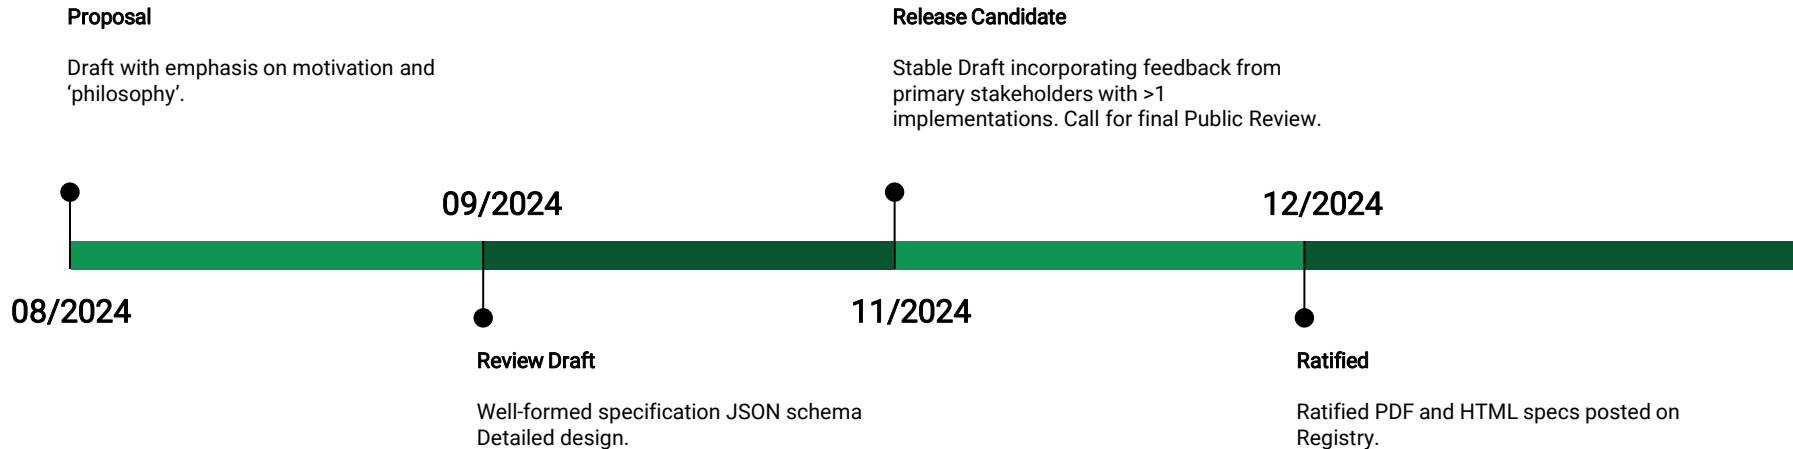 Proposal
Draft with emphasis on motivation and
‘philosophy’.
Release Candidate
Stable Draft incorporating feedback from
primary stakeholders with >1
implementations. Call for final Public Review.
09/2024
12/2024
08/2024
11/2024
Review Draft
Well-formed specification JSON schema
Detailed design.
Ratified
Ratified PDF and HTML specs posted on
Registry.